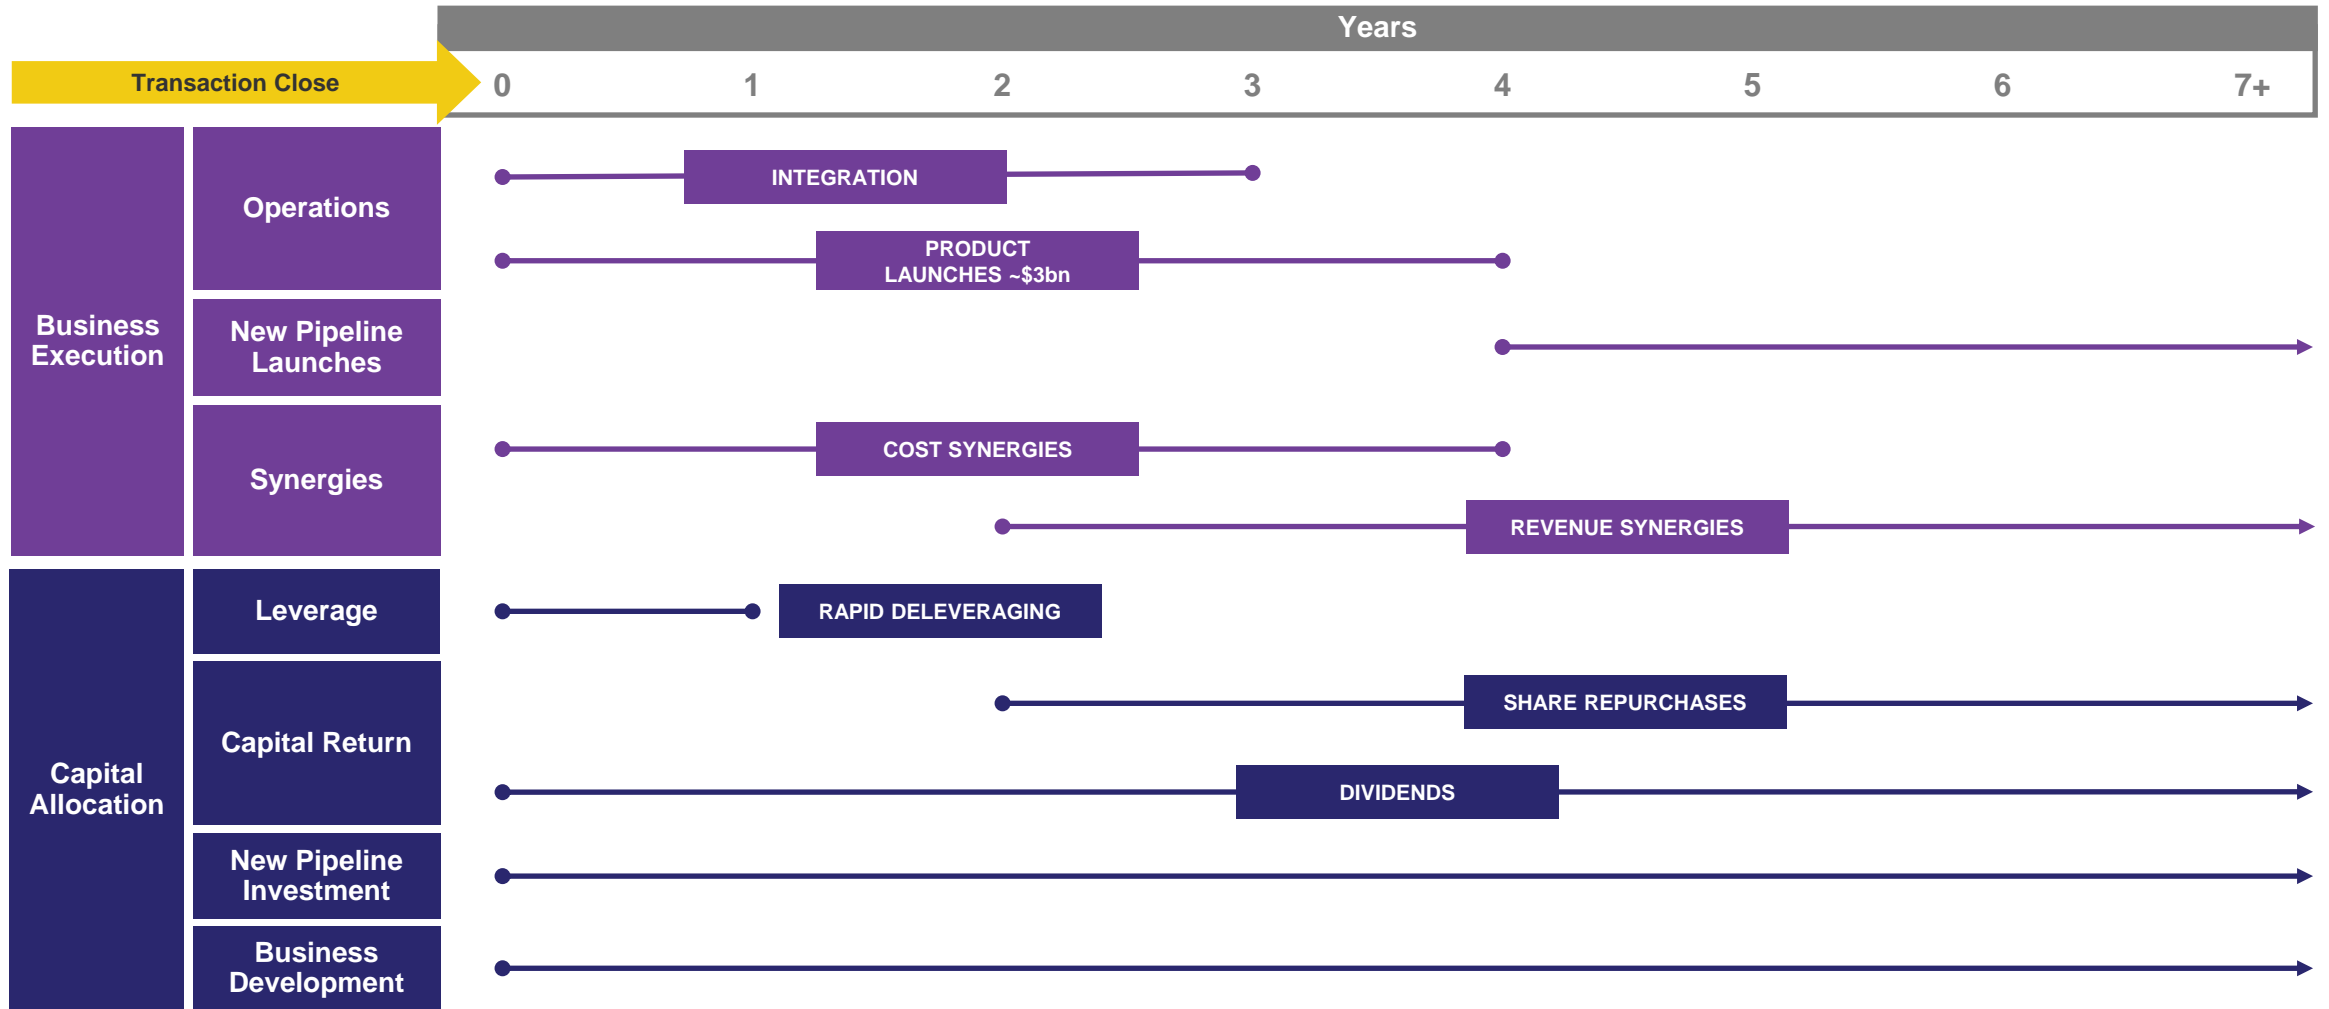 Years
Transaction Close
0 1 2 3 4 5 6 7+
Business
Execution
Operations
INTEGRATION
PRODUCT
LAUNCHES ~$3bn
New Pipeline
Launches
Synergies
COST SYNERGIES
REVENUE SYNERGIES
Capital
Allocation
Leverage
RAPID DELEVERAGING
Capital Return
SHARE REPURCHASES
DIVIDENDS
New Pipeline
Investment
Business
Development